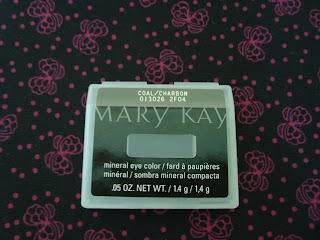 COAL/CHARBON
013026 2F04
MARY KAY
mineral eye color / fard à paupières
minéral / sombra mineral compacta
.05 OZ. NET WT. / 1.4 g / 1,4 g